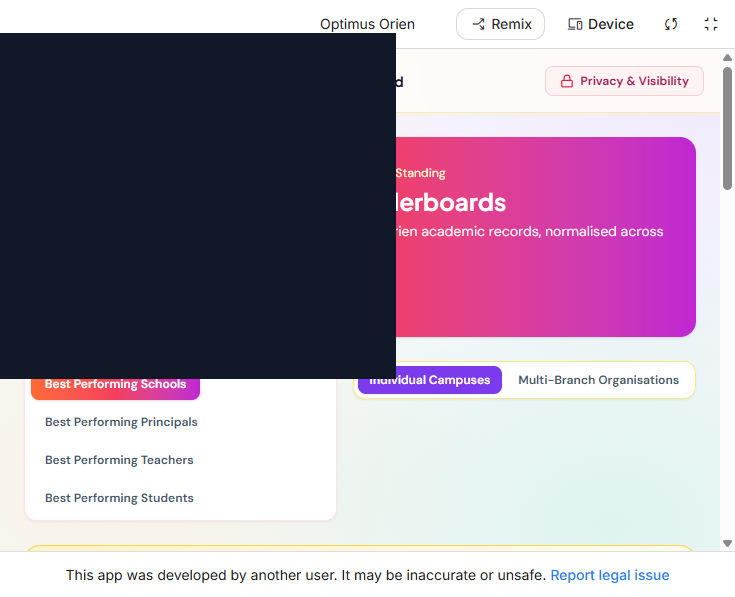 Optimus Orien
Remix
Device
Privacy & Visibility
Standing
academic records, normalised across
Best Performing Schools
Individual Campuses
Multi-Branch Organisations
Best Performing Principals
Best Performing Teachers
Best Performing Students
This app was developed by another user. It may be inaccurate or unsafe. Report legal issue